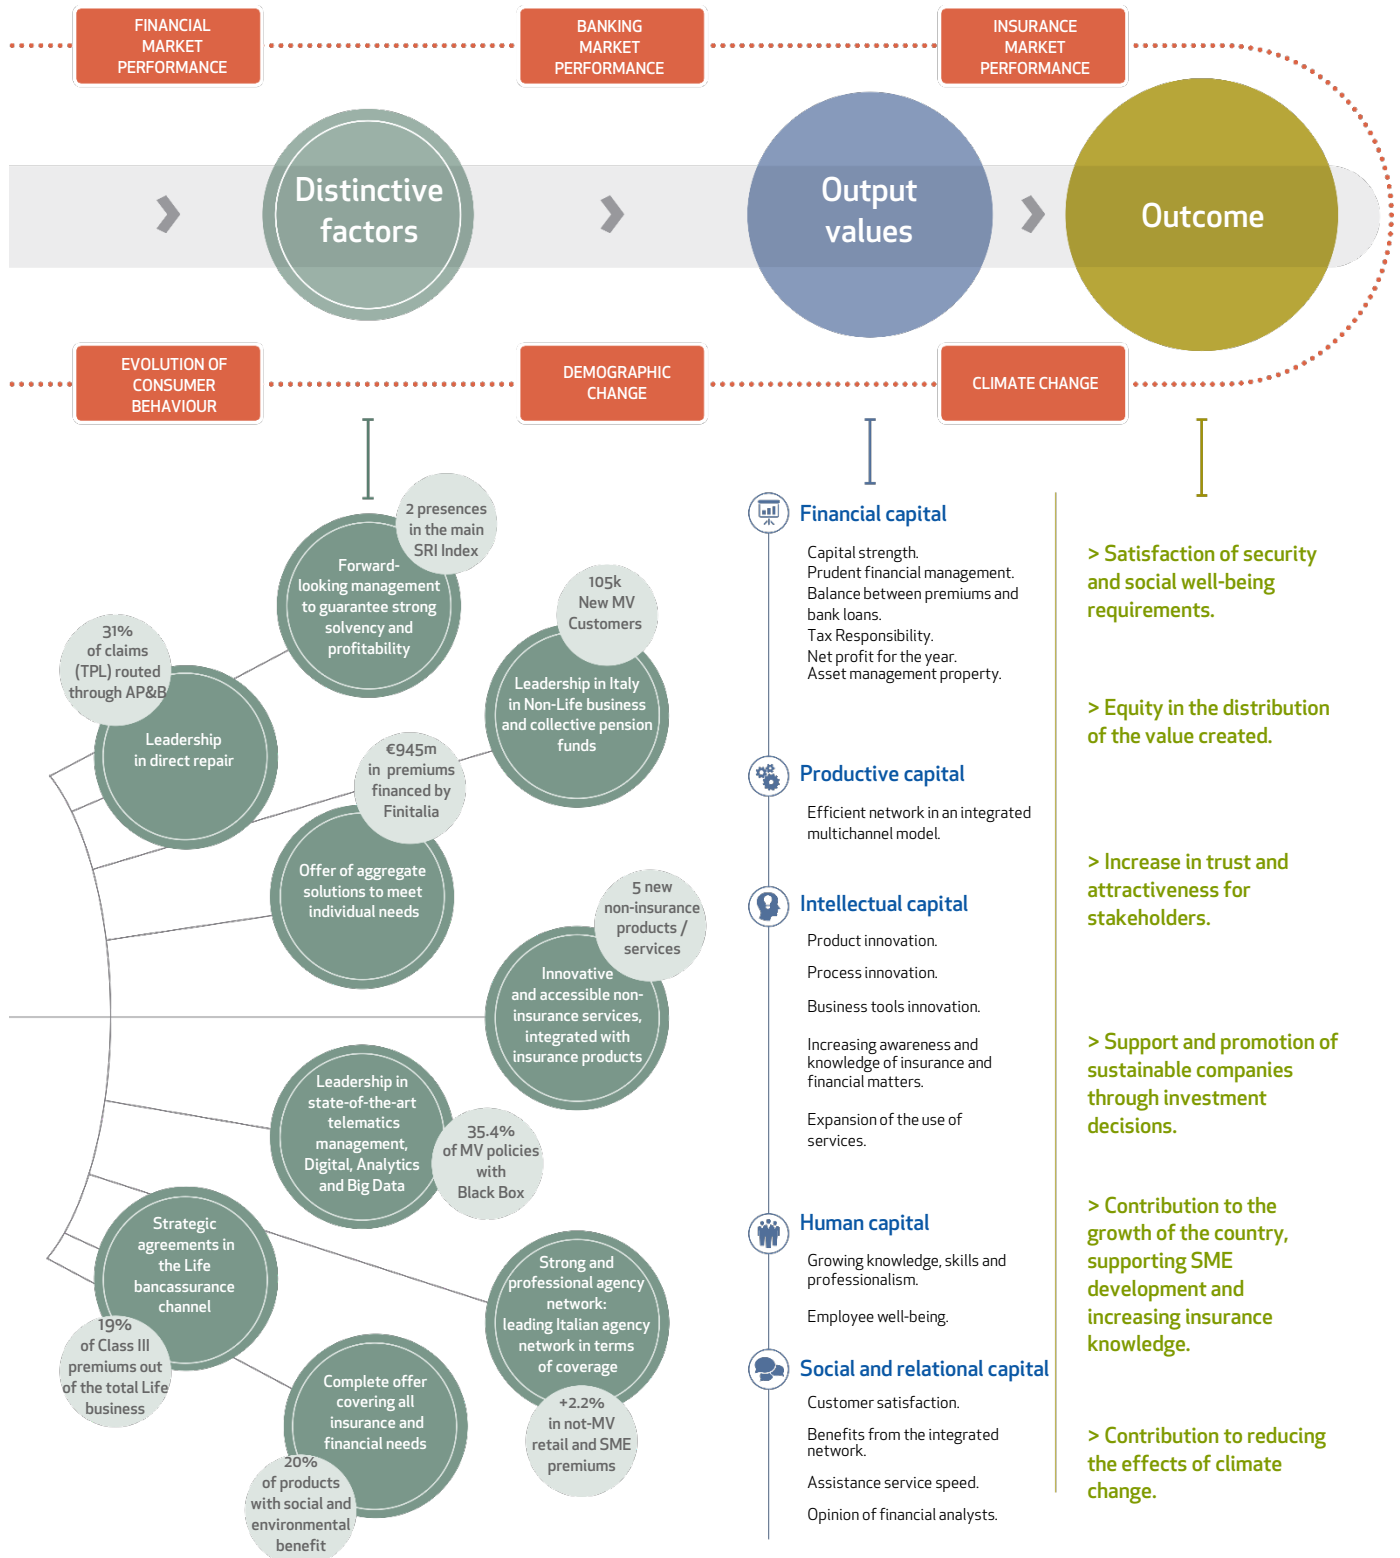 FINANCIAL
MARKET
PERFORMANCE
BANKING
MARKET
PERFORMANCE
INSURANCE
MARKET
PERFORMANCE
Distinctive
factors
Output
values
Outcome
EVOLUTION OF
CONSUMER
BEHAVIOUR
DEMOGRAPHIC
CHANGE
CLIMATE CHANGE
2 presences
in the main
SRI Index
Forward-
looking management
to guarantee strong
solvency and
profitability
105k
New MV
Customers
Leadership in Italy
in Non-Life business
and collective pension
funds
31%
of claims
(TPL) routed
through AP&B
Leadership
in direct repair
€945m
in premiums
financed by
Finitalia
Offer of aggregate
solutions to meet
individual needs
5 new
non-insurance
products /
services
Innovative
and accessible non-
insurance services,
integrated with
insurance products
Leadership in
state-of-the-art
telematics
management,
Digital, Analytics
and Big Data
35.4%
of MV policies
with
Black Box
Strategic
agreements in
the Life
bancassurance
channel
19%
of Class III
premiums out
of the total Life
business
Strong and
professional agency
network:
leading Italian agency
network in terms
of coverage
+2.2%
in not-MV
retail and SME
premiums
Complete offer
covering all
insurance and
financial needs
20%
of products
with social and
environmental
benefit
Financial capital
Capital strength.
Prudent financial management.
Balance between premiums and
bank loans.
Tax Responsibility.
Net profit for the year.
Asset management property.
Productive capital
Efficient network in an integrated
multichannel model.
Intellectual capital
Product innovation.
Process innovation.
Business tools innovation.
Increasing awareness and
knowledge of insurance and
financial matters.
Expansion of the use of
services.
Human capital
Growing knowledge, skills and
professionalism.
Employee well-being.
Social and relational capital
Customer satisfaction.
Benefits from the integrated
network.
Assistance service speed.
Opinion of financial analysts.
> Satisfaction of security
and social well-being
requirements.
> Equity in the distribution
of the value created.
> Increase in trust and
attractiveness for
stakeholders.
> Support and promotion of
sustainable companies
through investment
decisions.
> Contribution to the
growth of the country,
supporting SME
development and
increasing insurance
knowledge.
> Contribution to reducing
the effects of climate
change.